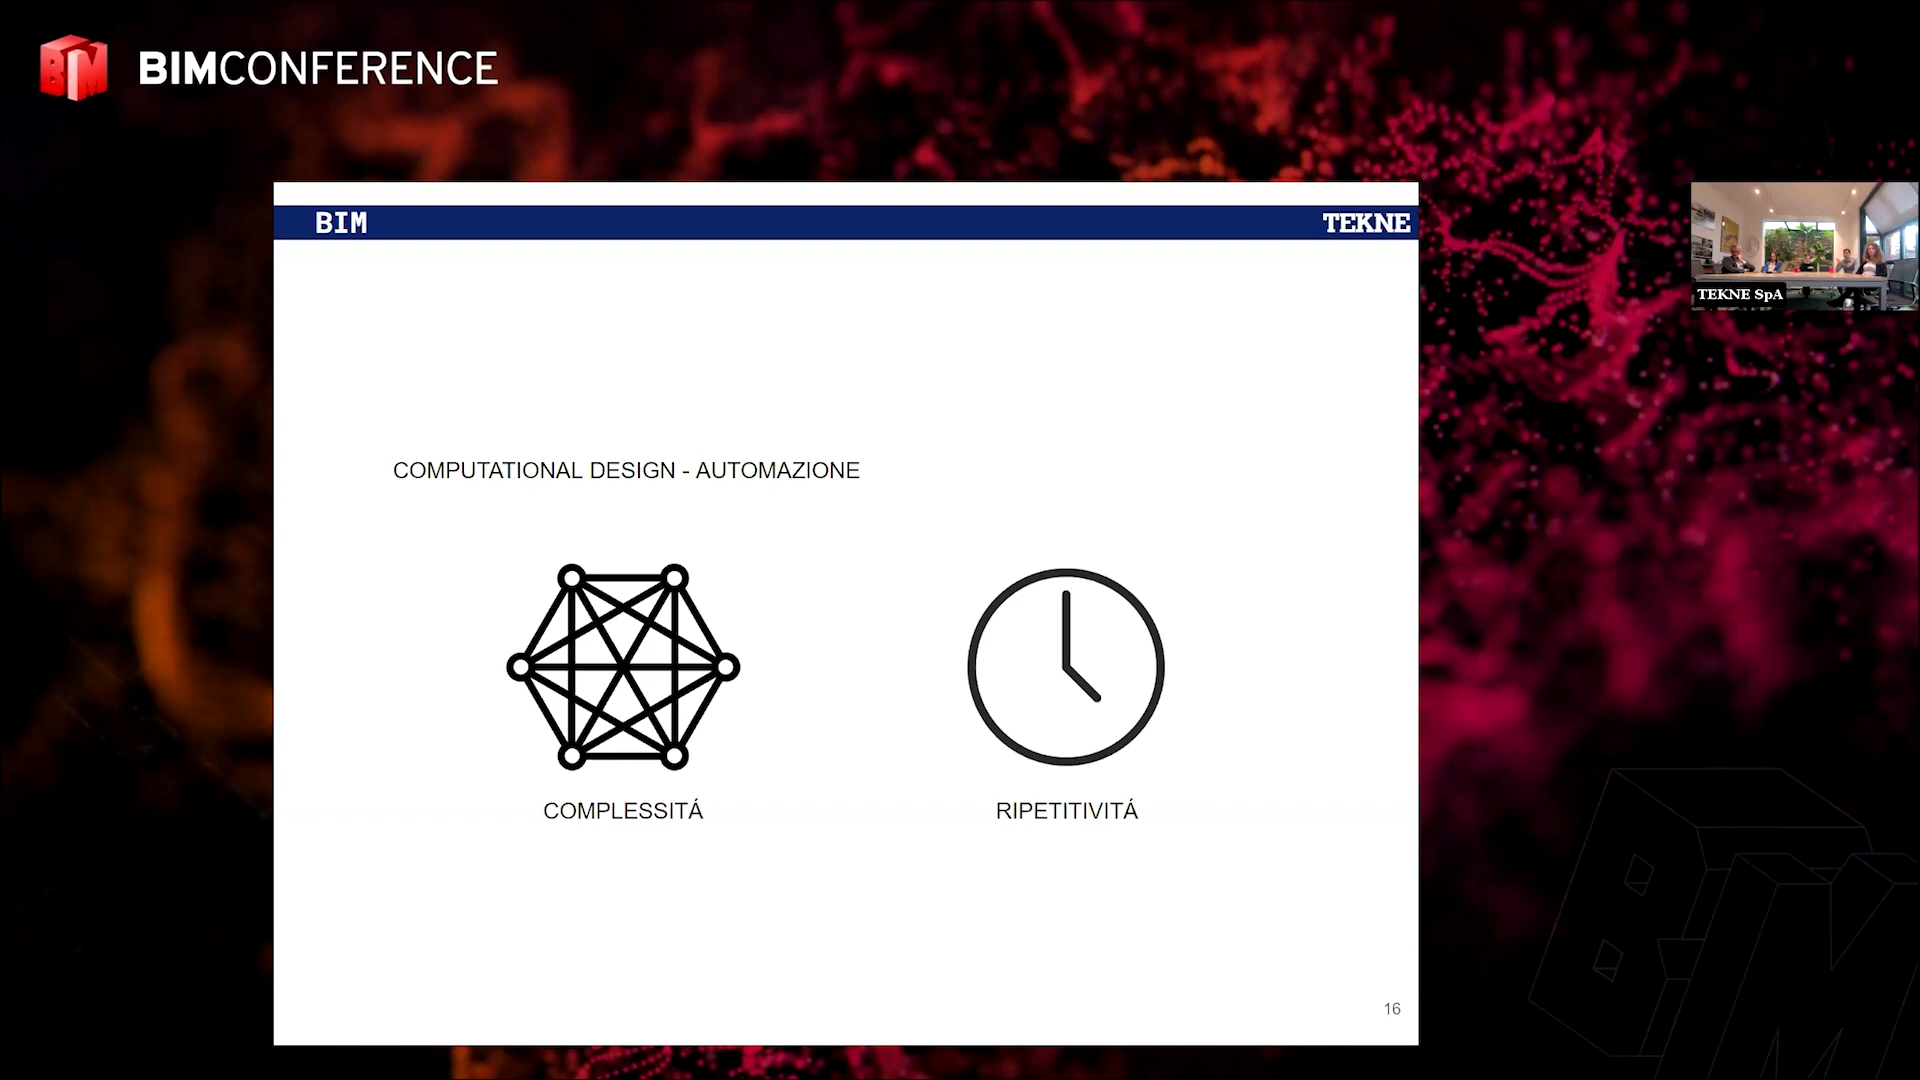 BIMCONFERENCE
BIM
TEKNE
TEKNE SpA
COMPUTATIONAL DESIGN - AUTOMAZIONE
COMPLESSITÁ
RIPETITIVITÁ
16